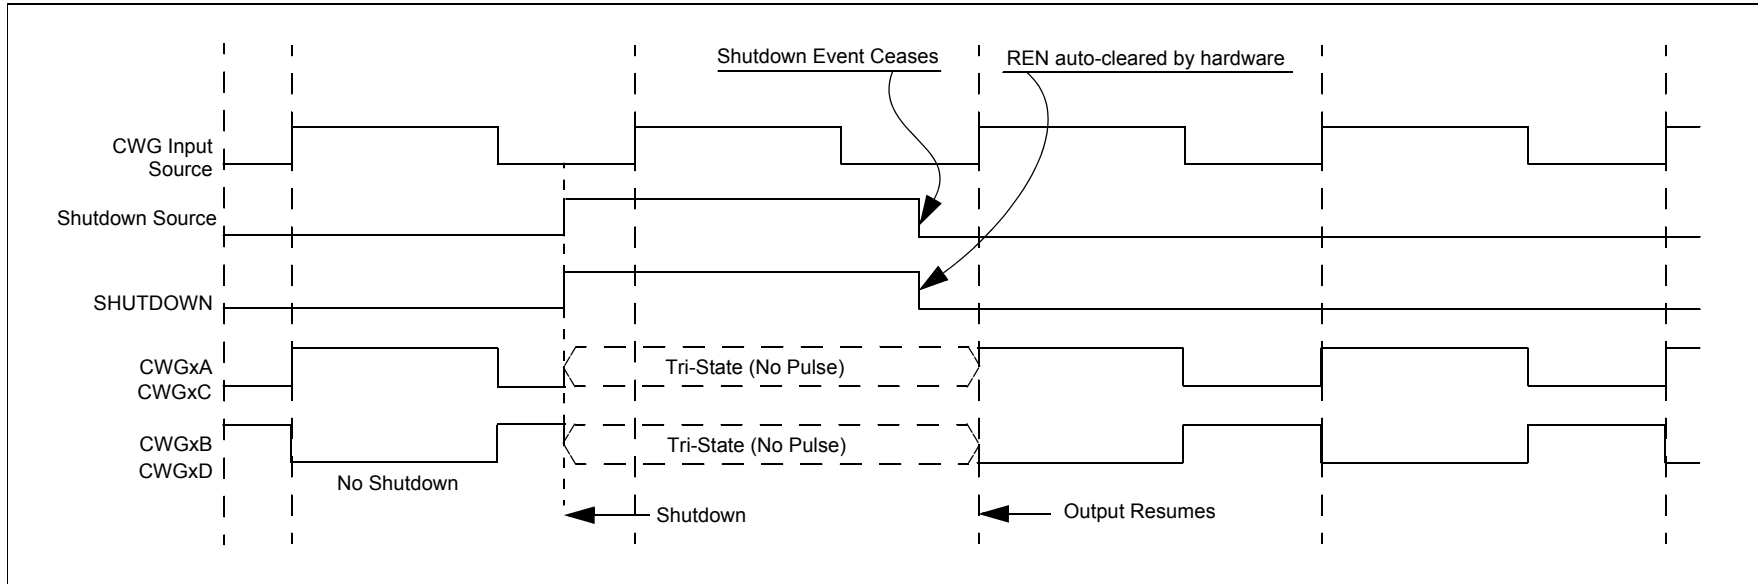 Shutdown Event Ceases
REN auto-cleared by hardware
CWG Input
Source
Shutdown Source
SHUTDOWN
CWGxA
CWGxC
Tri-State (No Pulse)
CWGxB
CWGxD
Tri-State (No Pulse)
No Shutdown
Shutdown
Output Resumes